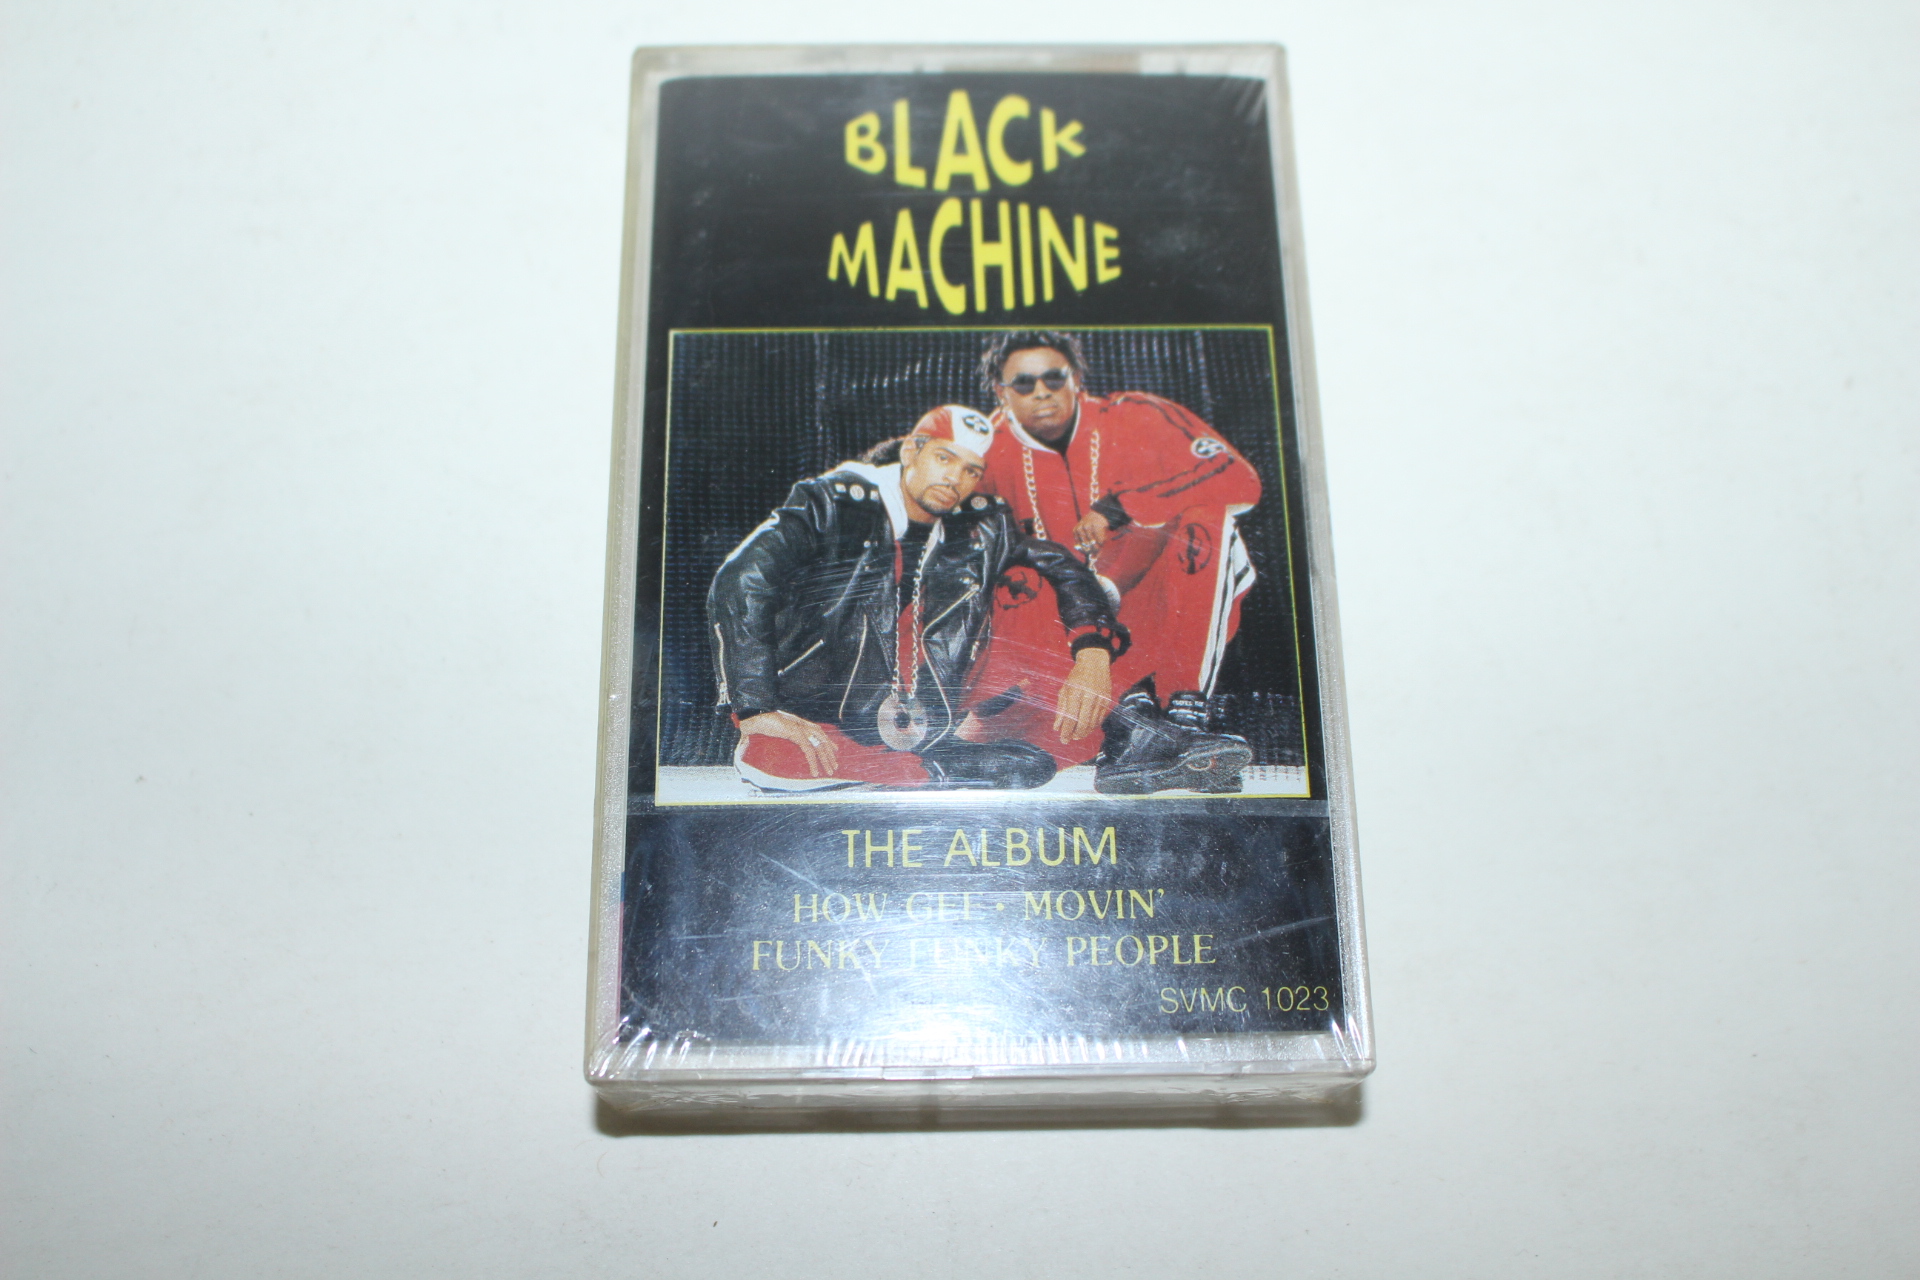 BLACK
MACHINE
THE ALBUM
HOW GEE • MOVIN'
FUNKY FUNKY PEOPLE
SVMC 1023